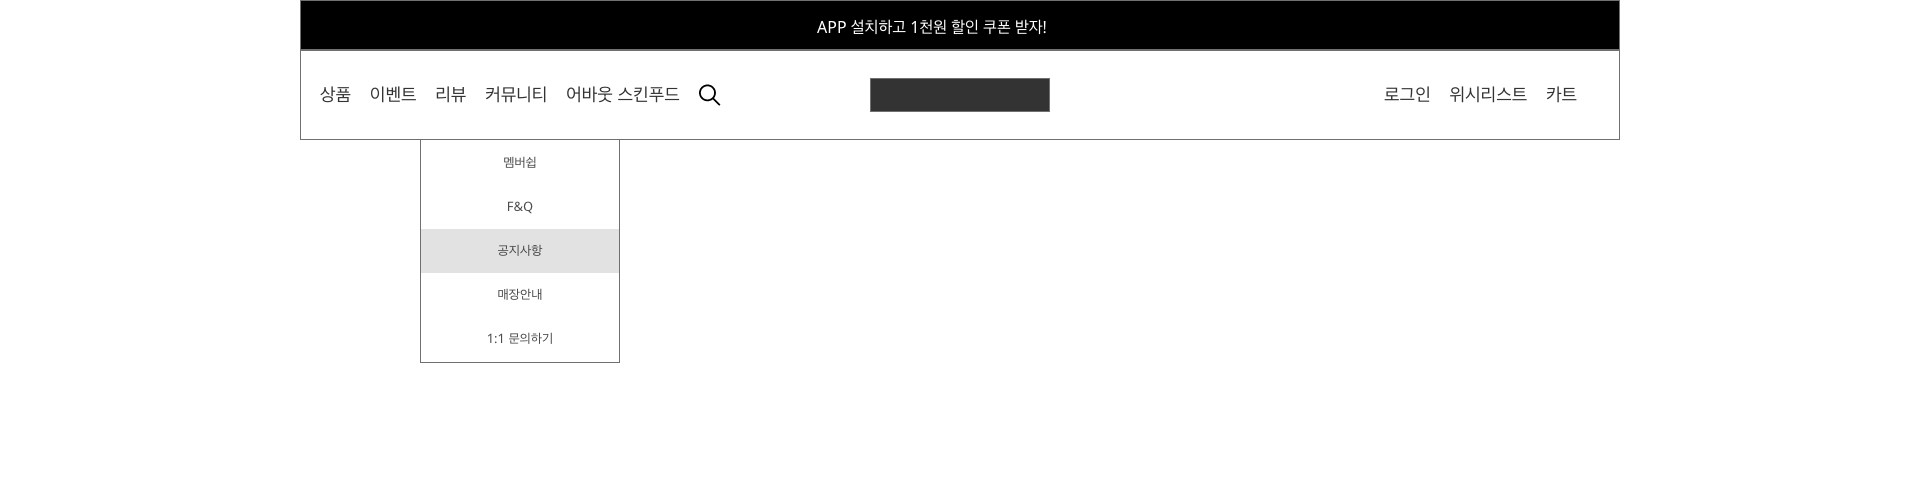 APP 설치하고 1천원 할인 쿠폰 받자!
상품 이벤트 리뷰 커뮤니티 어바웃 스킨푸드 로그인 위시리스트 카트
멤버쉽
F&Q
공지사항
매장안내
1:1 문의하기